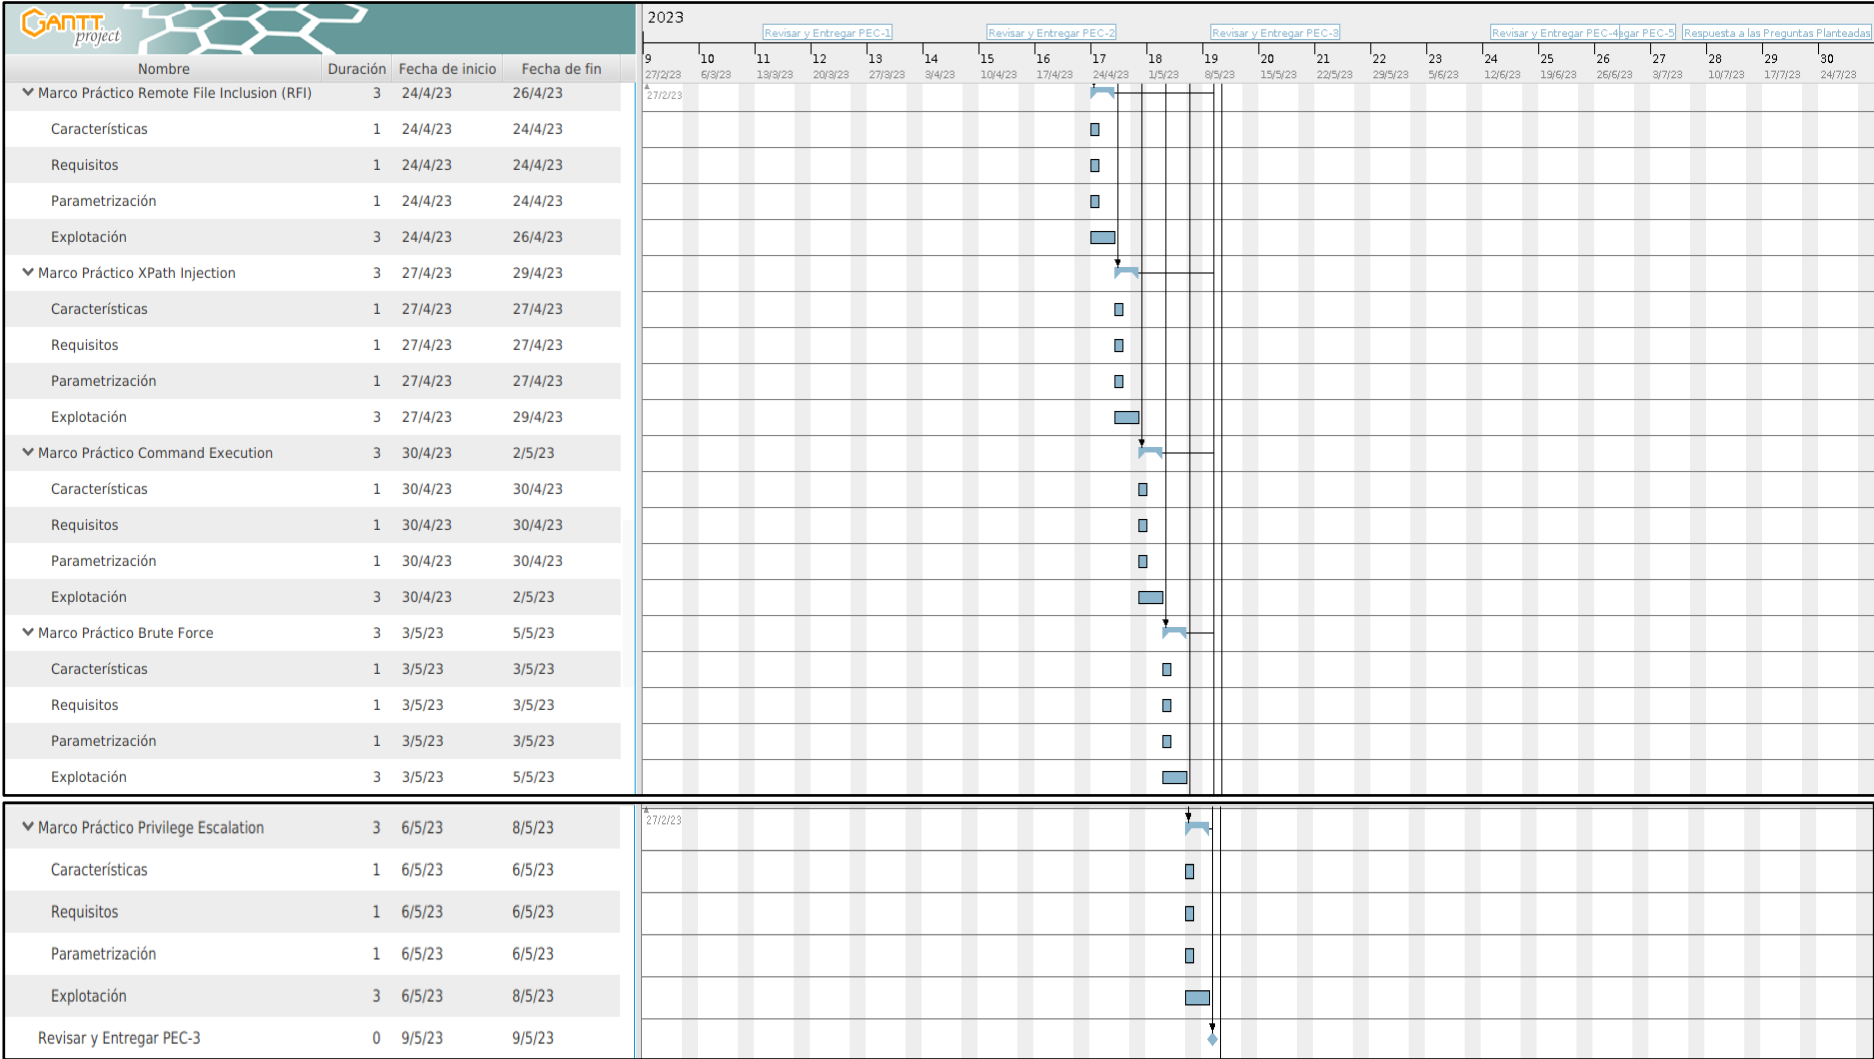 GANTT
project
2023
Revisar y Entregar PEC-1 Revisar y Entregar PEC-2 Revisar y Entregar PEC-3 Revisar y Entregar PEC-4 egar PEC-5 Respuesta a las Preguntas Planteadas
Nombre Duración Fecha de inicio Fecha de fin
9 10 11 12 13 14 15 16 17 18 19 20 21 22 23 24 25 26 27 28 29 30
27/2/23 6/3/23 13/3/23 20/3/23 27/3/23 3/4/23 10/4/23 17/4/23 24/4/23 1/5/23 8/5/23 15/5/23 22/5/23 29/5/23 5/6/23 12/6/23 19/6/23 26/6/23 3/7/23 10/7/23 17/7/23 24/7/23
Marco Práctico Remote File Inclusion (RFI) 3 24/4/23 26/4/23
27/2/23
Características 1 24/4/23 24/4/23
Requisitos 1 24/4/23 24/4/23
Parametrización 1 24/4/23 24/4/23
Explotación 3 24/4/23 26/4/23
Marco Práctico XPath Injection 3 27/4/23 29/4/23
Características 1 27/4/23 27/4/23
Requisitos 1 27/4/23 27/4/23
Parametrización 1 27/4/23 27/4/23
Explotación 3 27/4/23 29/4/23
Marco Práctico Command Execution 3 30/4/23 2/5/23
Características 1 30/4/23 30/4/23
Requisitos 1 30/4/23 30/4/23
Parametrización 1 30/4/23 30/4/23
Explotación 3 30/4/23 2/5/23
Marco Práctico Brute Force 3 3/5/23 5/5/23
Características 1 3/5/23 3/5/23
Requisitos 1 3/5/23 3/5/23
Parametrización 1 3/5/23 3/5/23
Explotación 3 3/5/23 5/5/23
27/2/23
Marco Práctico Privilege Escalation 3 6/5/23 8/5/23
Características 1 6/5/23 6/5/23
Requisitos 1 6/5/23 6/5/23
Parametrización 1 6/5/23 6/5/23
Explotación 3 6/5/23 8/5/23
Revisar y Entregar PEC-3 0 9/5/23 9/5/23